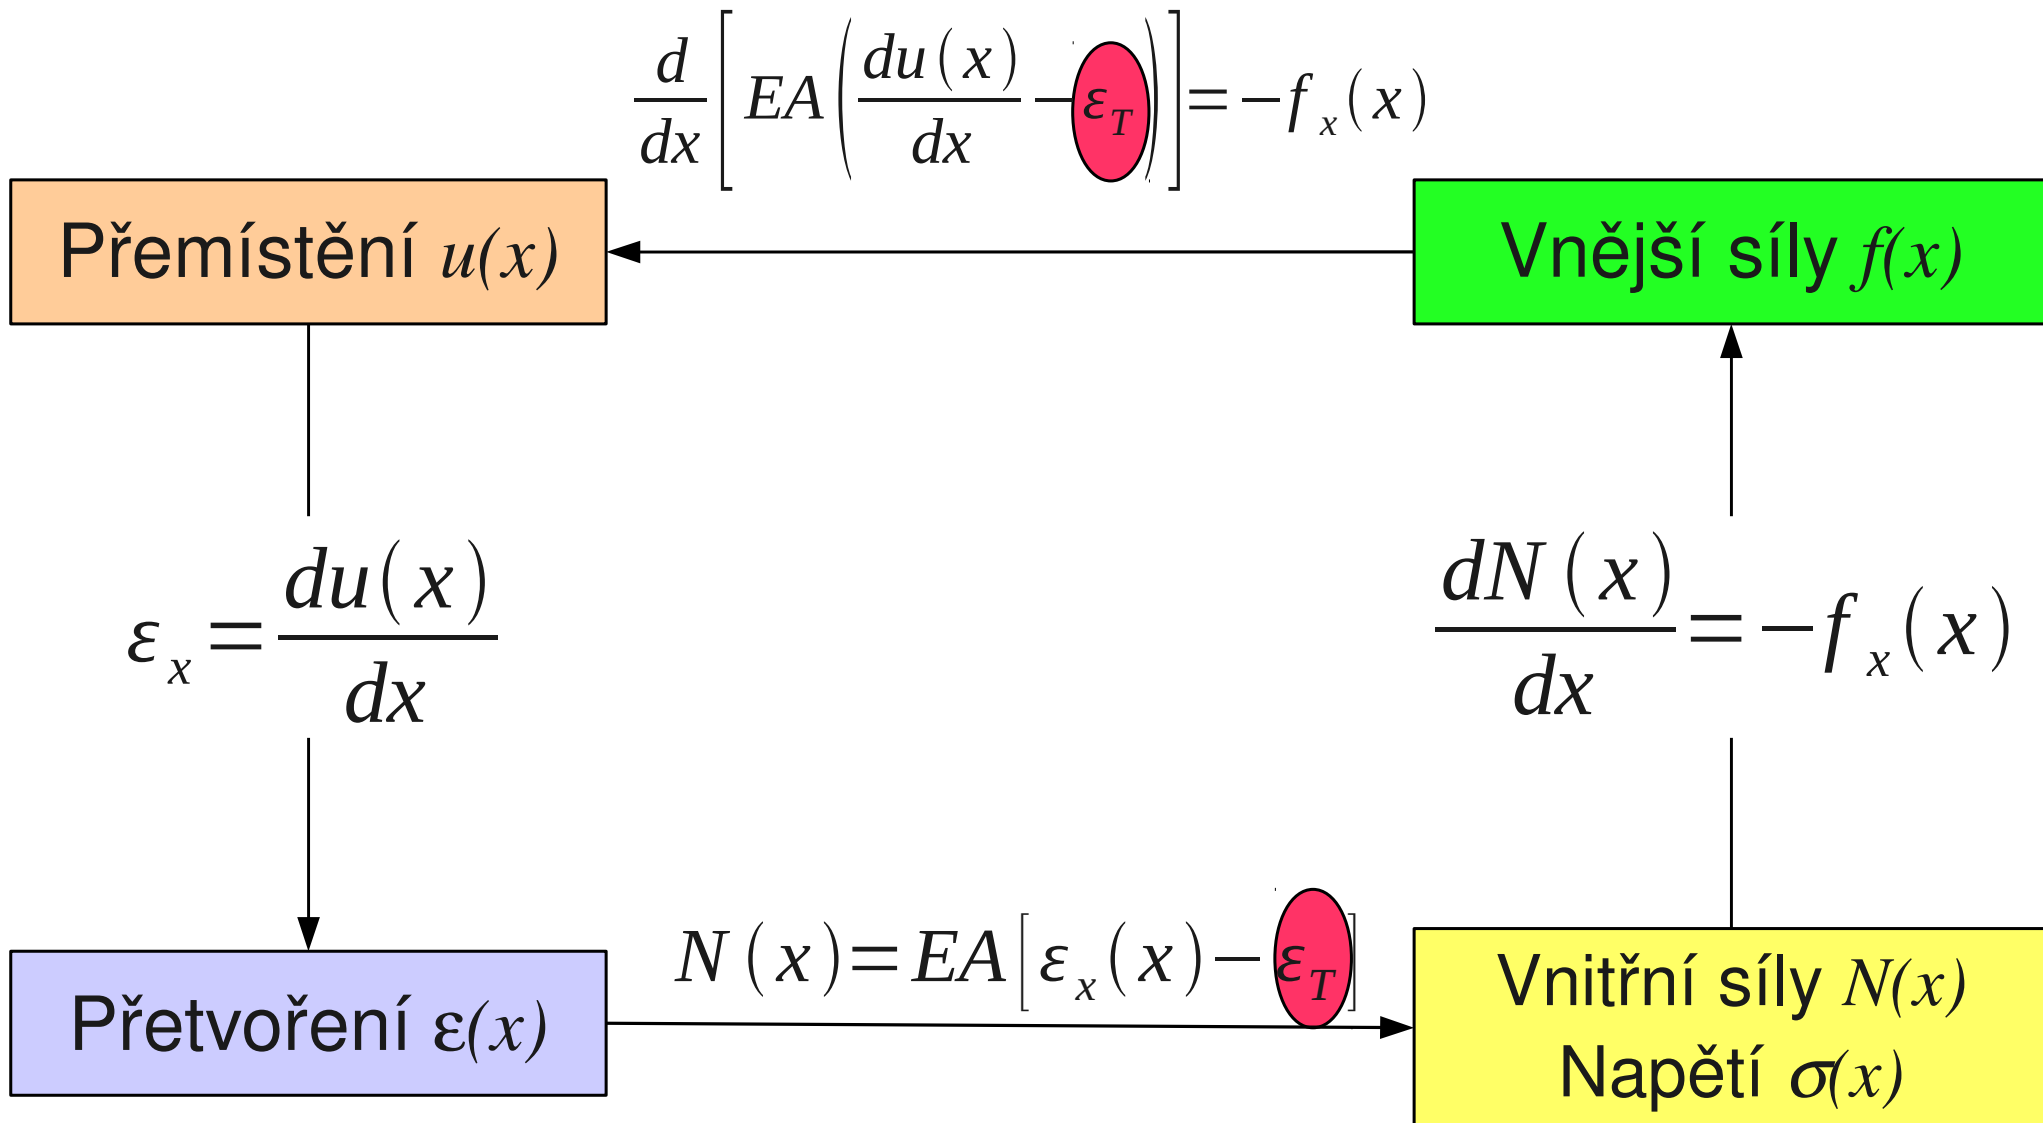 d/dx [EA (du(x)/dx − ε_T)] = −f_x(x)
Přemístění u(x)
Vnější síly f(x)
ε_x = du(x)/dx
dN(x)/dx = −f_x(x)
N(x) = EA [ε_x(x) − ε_T]
Přetvoření ε(x)
Vnitřní síly N(x)
Napětí σ(x)